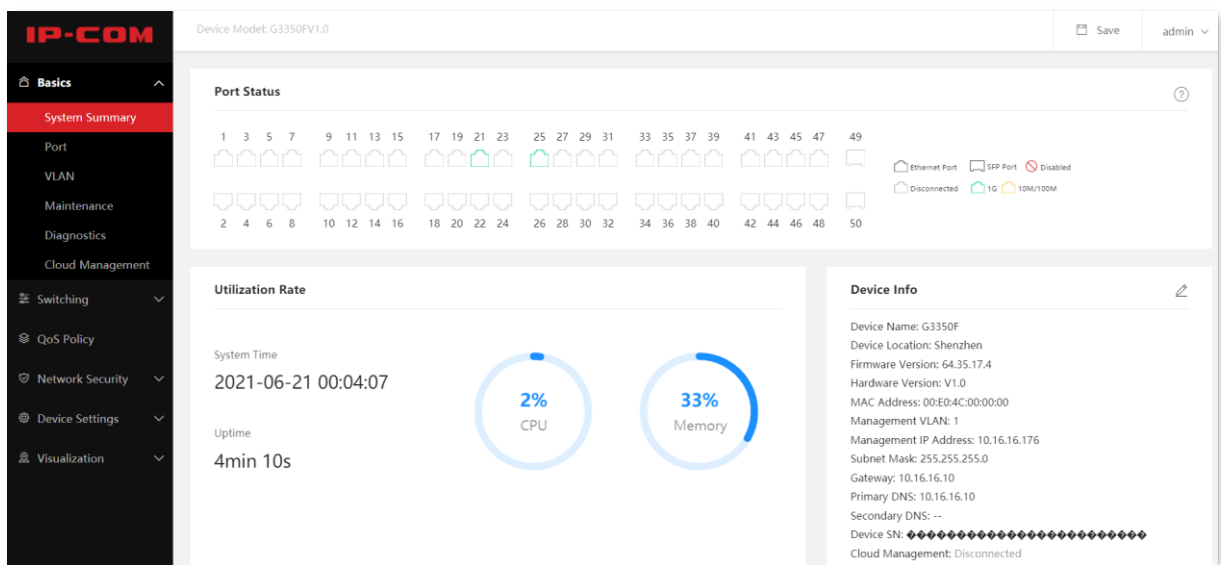 IP-COM
Device Model: G3350FV1.0
Save
admin
Basics
System Summary
Port
VLAN
Maintenance
Diagnostics
Cloud Management
Switching
QoS Policy
Network Security
Device Settings
Visualization
Port Status
1 3 5 7 9 11 13 15 17 19 21 23 25 27 29 31 33 35 37 39 41 43 45 47 49
Ethernet Port SFP Port Disabled
Disconnected 1G 10M/100M
2 4 6 8 10 12 14 16 18 20 22 24 26 28 30 32 34 36 38 40 42 44 46 48 50
Utilization Rate
System Time
2021-06-21 00:04:07
Uptime
4min 10s
2%
CPU
33%
Memory
Device Info
Device Name: G3350F
Device Location: Shenzhen
Firmware Version: 64.35.17.4
Hardware Version: V1.0
MAC Address: 00:E0:4C:00:00:00
Management VLAN: 1
Management IP Address: 10.16.16.176
Subnet Mask: 255.255.255.0
Gateway: 10.16.16.10
Primary DNS: 10.16.16.10
Secondary DNS: --
Device SN:
Cloud Management: Disconnected